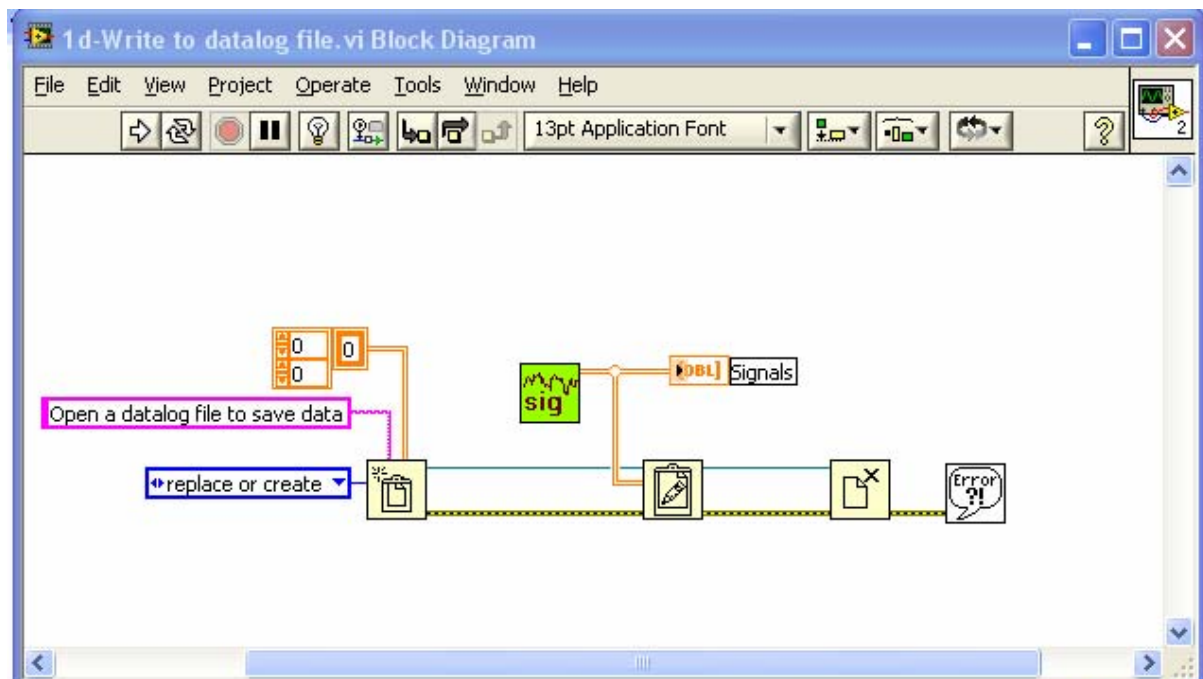 1d-Write to datalog file.vi Block Diagram
File Edit View Project Operate Tools Window Help
13pt Application Font
2
0
0
0
[DBL] Signals
sig
Open a datalog file to save data
replace or create
Error
?!